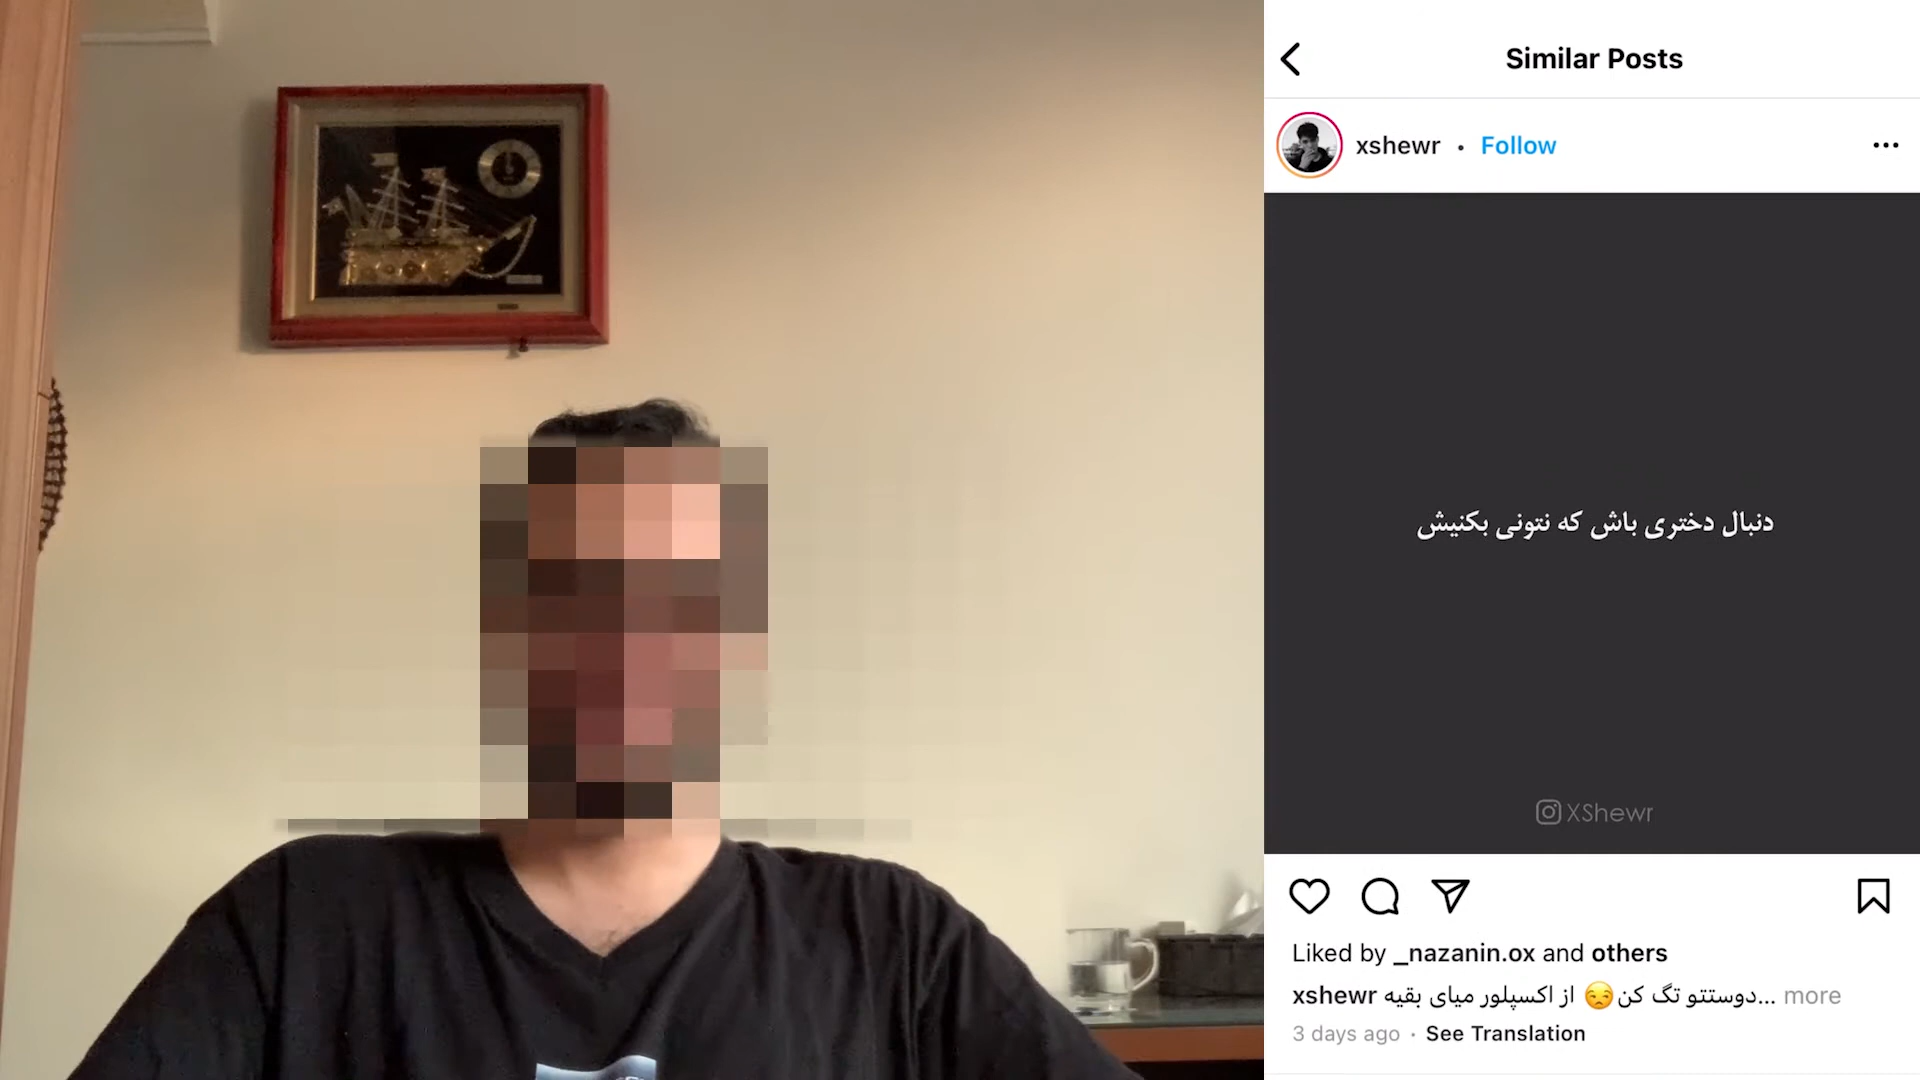 Similar Posts
xshewr • Follow
دنبال دختری باش که نتونی بکنیش
XShewr
Liked by _nazanin.ox and others
xshewr دوستتو تگ کن😒 از اکسپلور میای بقیه... more
3 days ago · See Translation